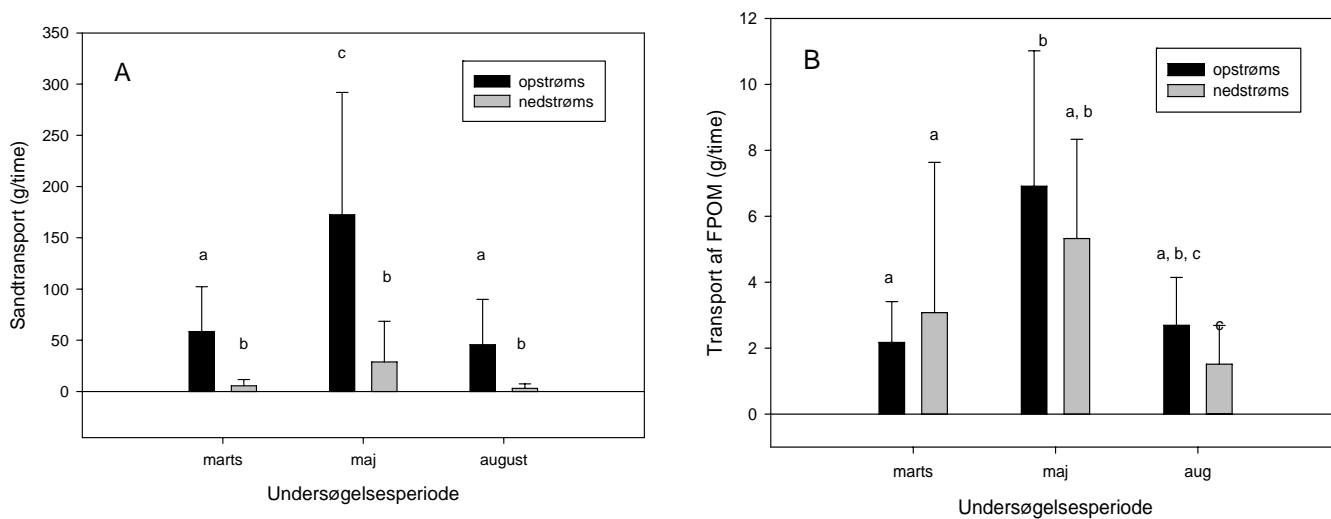 A
opstrøms
nedstrøms
Sandtransport (g/time)
350
300
250
200
150
100
50
0
a
b
c
b
a
b
marts
maj
august
Undersøgelsesperiode
B
opstrøms
nedstrøms
Transport af FPOM (g/time)
12
10
8
6
4
2
0
a
a
b
a, b
a, b, c
c
marts
maj
aug
Undersøgelsesperiode